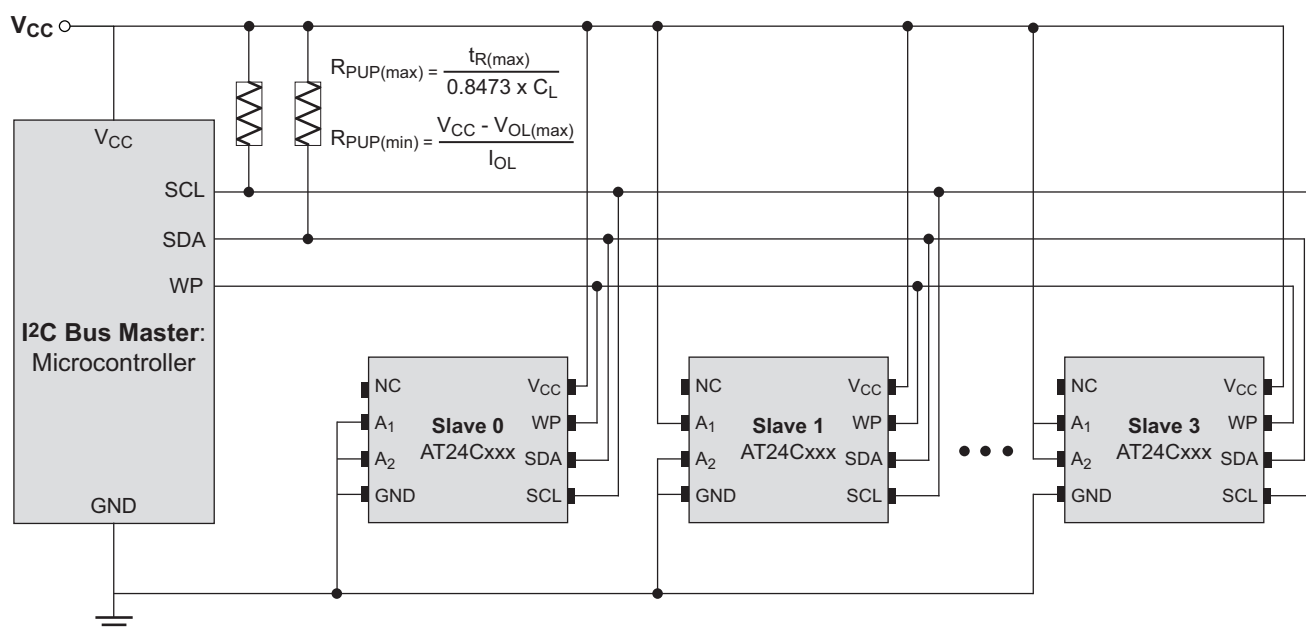 VCC
RPUP(max) = tR(max) / 0.8473 x CL
RPUP(min) = VCC - VOL(max) / IOL
VCC
SCL
SDA
WP
I2C Bus Master:
Microcontroller
GND
NC
A1
A2
GND
Slave 0
AT24Cxxx
VCC
WP
SDA
SCL
NC
A1
A2
GND
Slave 1
AT24Cxxx
VCC
WP
SDA
SCL
NC
A1
A2
GND
Slave 3
AT24Cxxx
VCC
WP
SDA
SCL